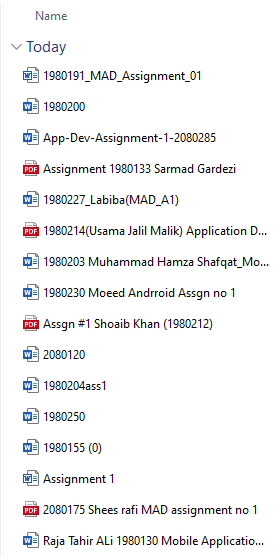 Name
Today
1980191_MAD_Assignment_01
1980200
App-Dev-Assignment-1-2080285
Assignment 1980133 Sarmad Gardezi
1980227_Labiba(MAD_A1)
1980214(Usama Jalil Malik) Application D...
1980203 Muhammad Hamza Shafqat_Mo...
1980230 Moeed Andrroid Assgn no 1
Assgn #1 Shoaib Khan (1980212)
2080120
1980204ass1
1980250
1980155 (0)
Assignment 1
2080175 Shees rafi MAD assignment no 1
Raja Tahir ALi 1980130 Mobile Applicatio...